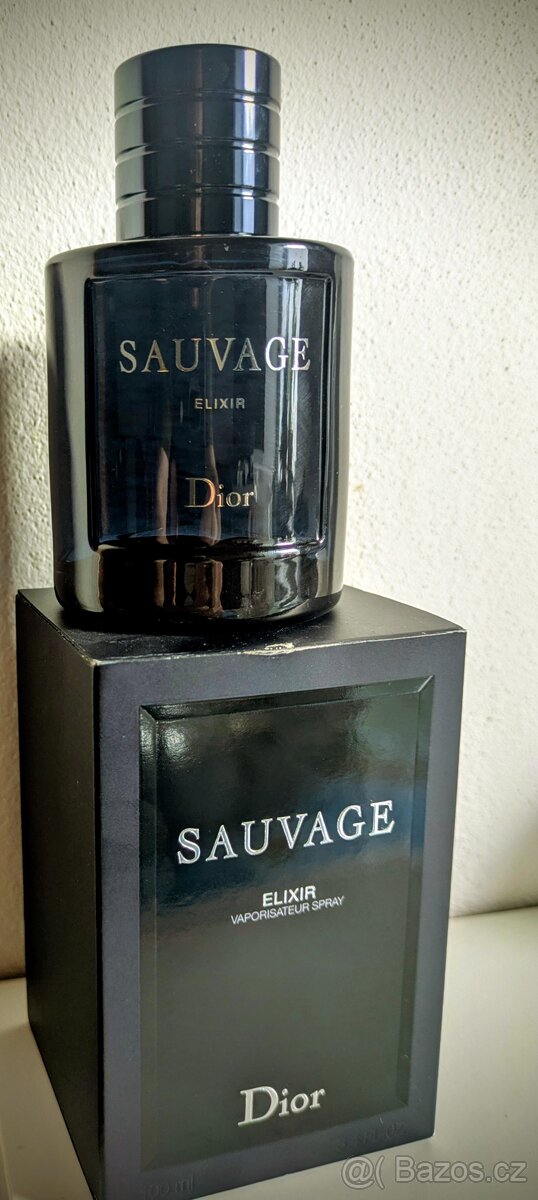 SAUVAGE
ELIXIR
Dior
SAUVAGE
ELIXIR
VAPORISATEUR SPRAY
Dior
Bazos.cz